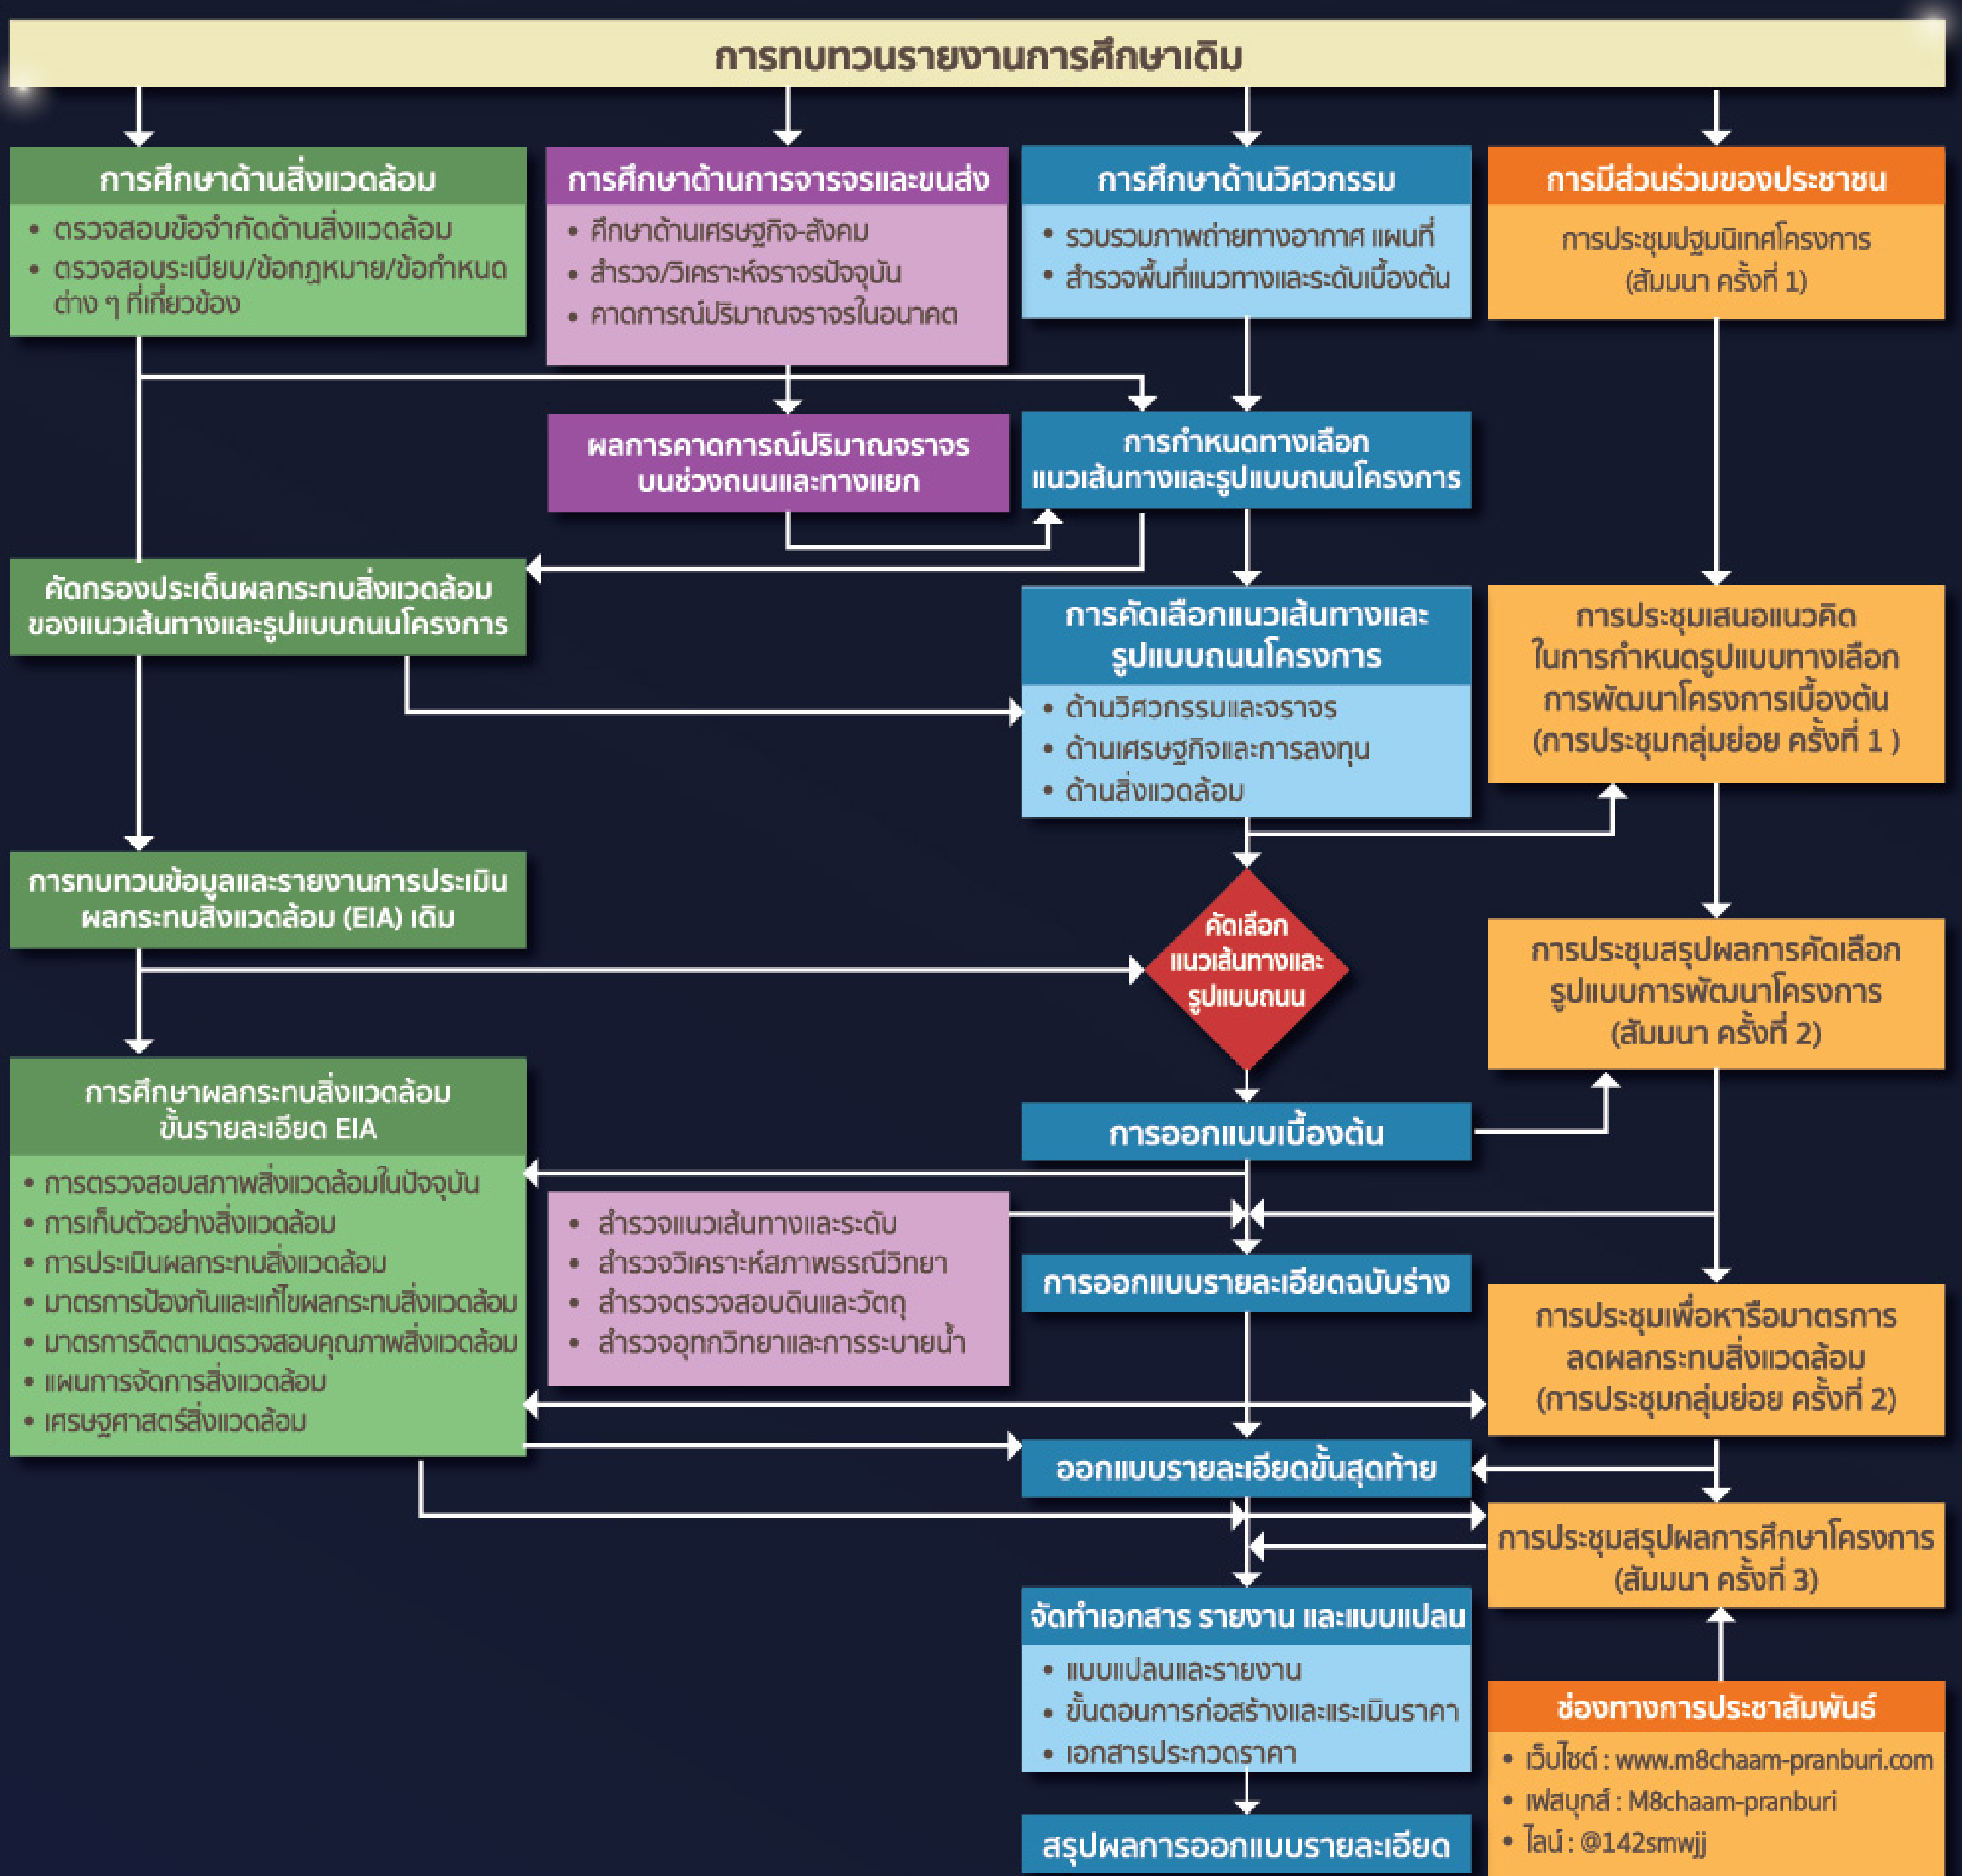 การทบทวนรายงานการศึกษาเดิม
การศึกษาด้านสิ่งแวดล้อม
• ตรวจสอบข้อจำกัดด้านสิ่งแวดล้อม
• ตรวจสอบระเบียบ/ข้อกฎหมาย/ข้อกำหนด
ต่าง ๆ ที่เกี่ยวข้อง
การศึกษาด้านการจารจรและขนส่ง
• ศึกษาด้านเศรษฐกิจ-สังคม
• สำรวจ/วิเคราะห์จราจรปัจจุบัน
• คาดการณ์ปริมาณจราจรในอนาคต
การศึกษาด้านวิศวกรรม
• รวบรวมภาพถ่ายทางอากาศ แผนที่
• สำรวจพื้นที่แนวทางและระดับเบื้องต้น
การมีส่วนร่วมของประชาชน
การประชุมปฐมนิเทศโครงการ
(สัมมนา ครั้งที่ 1)
ผลการคาดการณ์ปริมาณจราจร
บนช่วงถนนและทางแยก
การกำหนดทางเลือก
แนวเส้นทางและรูปแบบถนนโครงการ
คัดกรองประเด็นผลกระทบสิ่งแวดล้อม
ของแนวเส้นทางและรูปแบบถนนโครงการ
การคัดเลือกแนวเส้นทางและ
รูปแบบถนนโครงการ
• ด้านวิศวกรรมและจราจร
• ด้านเศรษฐกิจและการลงทุน
• ด้านสิ่งแวดล้อม
การประชุมเสนอแนวคิด
ในการกำหนดรูปแบบทางเลือก
การพัฒนาโครงการเบื้องต้น
(การประชุมกลุ่มย่อย ครั้งที่ 1 )
การทบทวนข้อมูลและรายงานการประเมิน
ผลกระทบสิ่งแวดล้อม (EIA) เดิม
คัดเลือก
แนวเส้นทางและ
รูปแบบถนน
การประชุมสรุปผลการคัดเลือก
รูปแบบการพัฒนาโครงการ
(สัมมนา ครั้งที่ 2)
การศึกษาผลกระทบสิ่งแวดล้อม
ขั้นรายละเอียด EIA
• การตรวจสอบสภาพสิ่งแวดล้อมในปัจจุบัน
• การเก็บตัวอย่างสิ่งแวดล้อม
• การประเมินผลกระทบสิ่งแวดล้อม
• มาตรการป้องกันและแก้ไขผลกระทบสิ่งแวดล้อม
• มาตรการติดตามตรวจสอบคุณภาพสิ่งแวดล้อม
• แผนการจัดการสิ่งแวดล้อม
• เศรษฐศาสตร์สิ่งแวดล้อม
การออกแบบเบื้องต้น
• สำรวจแนวเส้นทางและระดับ
• สำรวจวิเคราะห์สภาพธรณีวิทยา
• สำรวจตรวจสอบดินและวัตถุ
• สำรวจอุทกวิทยาและการระบายน้ำ
การออกแบบรายละเอียดฉบับร่าง
การประชุมเพื่อหารือมาตรการ
ลดผลกระทบสิ่งแวดล้อม
(การประชุมกลุ่มย่อย ครั้งที่ 2)
ออกแบบรายละเอียดขั้นสุดท้าย
การประชุมสรุปผลการศึกษาโครงการ
(สัมมนา ครั้งที่ 3)
จัดทำเอกสาร รายงาน และแบบแปลน
• แบบแปลนและรายงาน
• ขั้นตอนการก่อสร้างและแระเมินราคา
• เอกสารประกวดราคา
สรุปผลการออกแบบรายละเอียด
ช่องทางการประชาสัมพันธ์
• เว็บไซต์ : www.m8chaam-pranburi.com
• เฟสบุกส์ : M8chaam-pranburi
• ไลน์ : @142smwjj